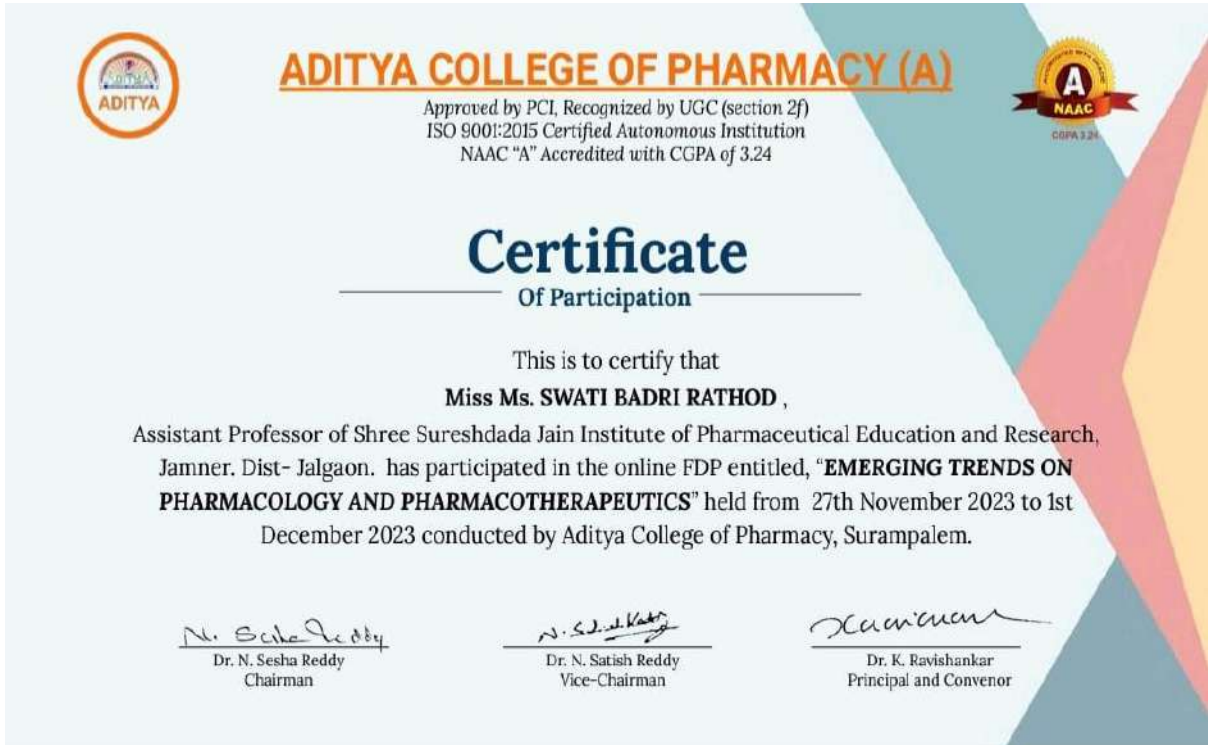 ADITYA
ADITYA
ADITYA COLLEGE OF PHARMACY (A)
Approved by PCI, Recognized by UGC (section 2f)
ISO 9001:2015 Certified Autonomous Institution
NAAC “A” Accredited with CGPA of 3.24
A
NAAC
CGPA 3.24
Certificate
Of Participation
This is to certify that
Miss Ms. SWATI BADRI RATHOD ,
Assistant Professor of Shree Sureshdada Jain Institute of Pharmaceutical Education and Research,
Jamner. Dist- Jalgaon. has participated in the online FDP entitled, “EMERGING TRENDS ON
PHARMACOLOGY AND PHARMACOTHERAPEUTICS” held from 27th November 2023 to 1st
December 2023 conducted by Aditya College of Pharmacy, Surampalem.
Dr. N. Sesha Reddy
Chairman
Dr. N. Satish Reddy
Vice-Chairman
Dr. K. Ravishankar
Principal and Convenor